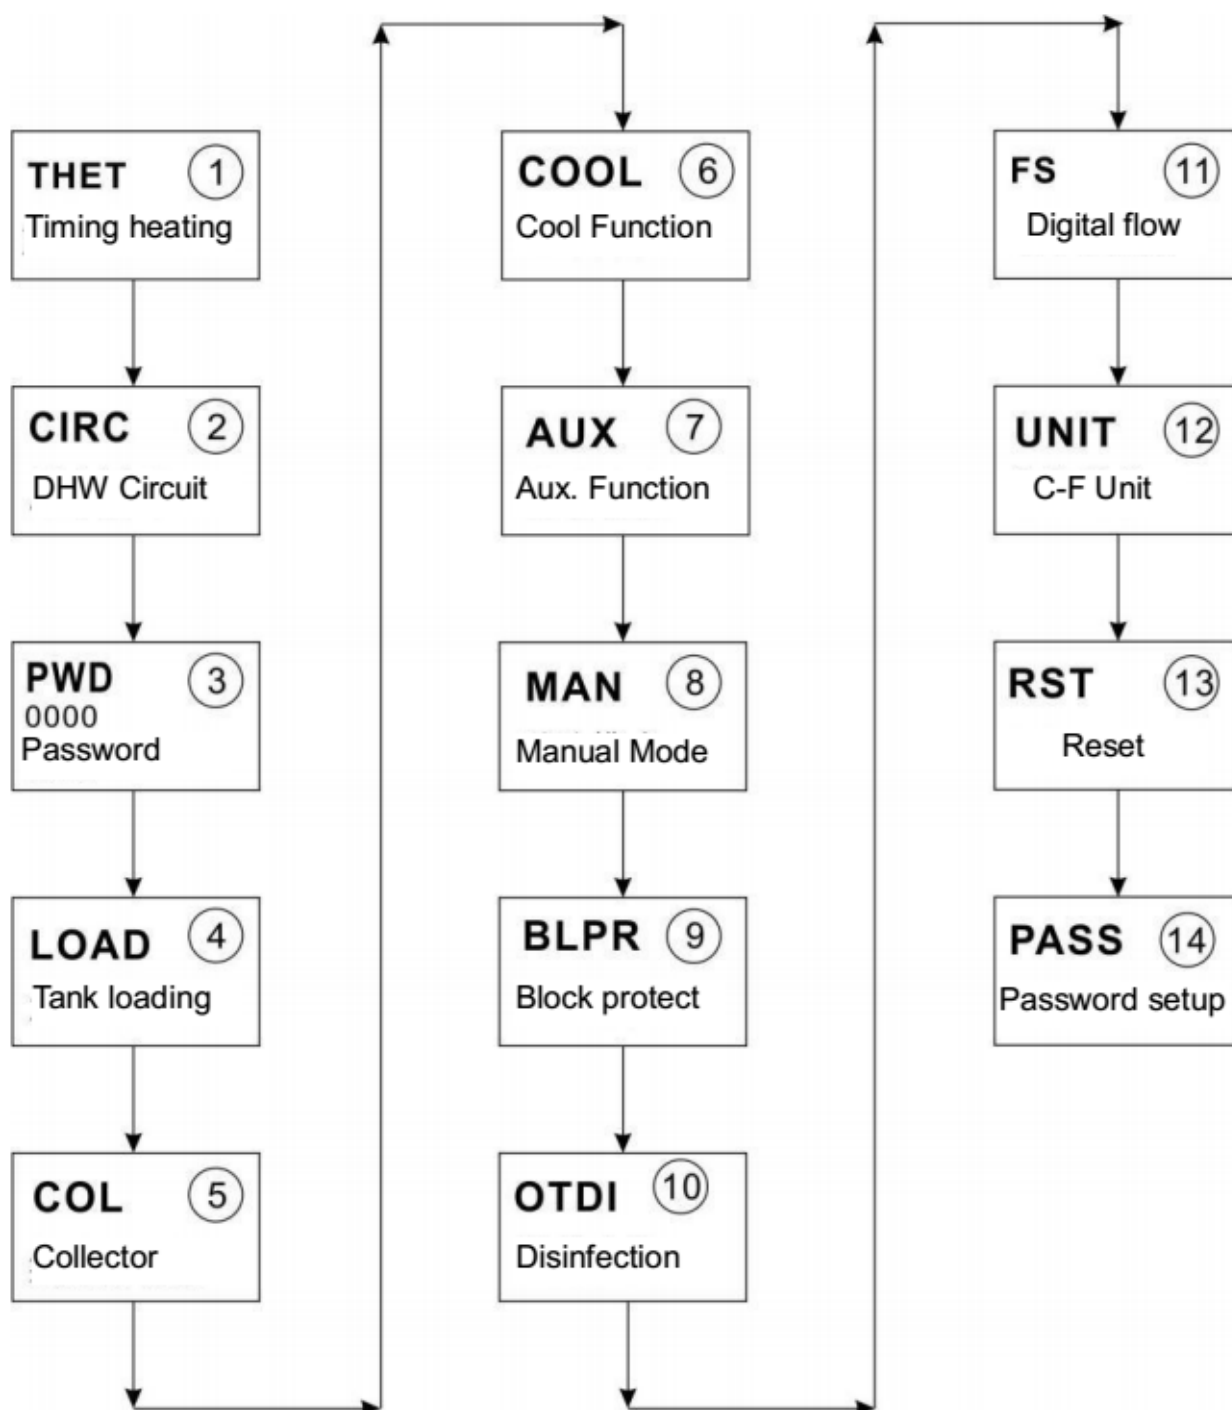 THET 1
Timing heating
CIRC 2
DHW Circuit
PWD 3
0000
Password
LOAD 4
Tank loading
COL 5
Collector
COOL 6
Cool Function
AUX 7
Aux. Function
MAN 8
Manual Mode
BLPR 9
Block protect
OTDI 10
Disinfection
FS 11
Digital flow
UNIT 12
C-F Unit
RST 13
Reset
PASS 14
Password setup